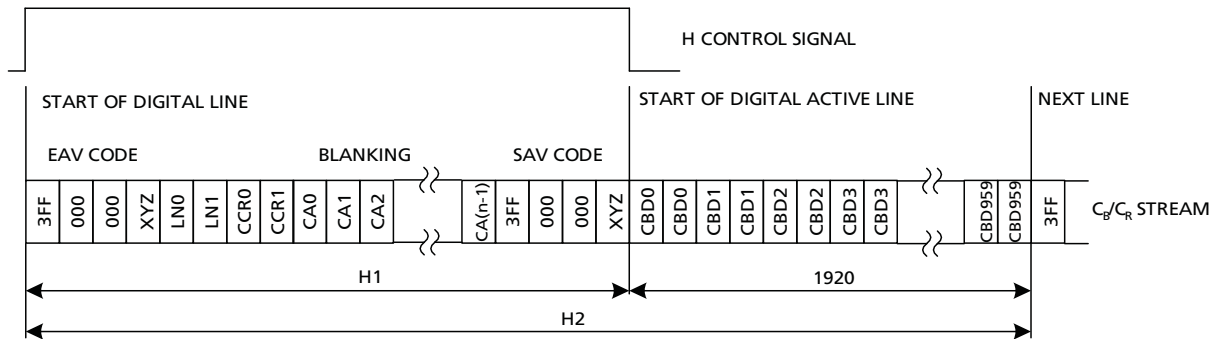 H CONTROL SIGNAL
START OF DIGITAL LINE
START OF DIGITAL ACTIVE LINE
NEXT LINE
EAV CODE
BLANKING
SAV CODE
3FF 000 000 XYZ LN0 LN1 CCR0 CCR1 CA0 CA1 CA2 CA(n-1) 3FF 000 000 XYZ CBD0 CBD0 CBD1 CBD1 CBD2 CBD2 CBD3 CBD3 CBD959 CBD959 3FF
CB/CR STREAM
H1
1920
H2